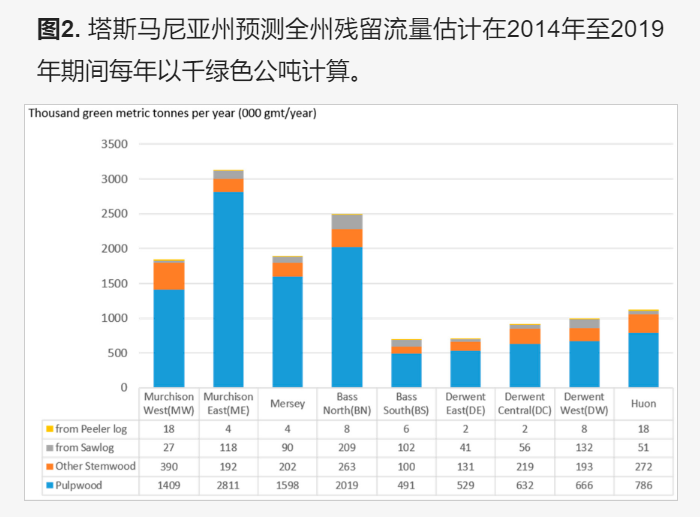 图2. 塔斯马尼亚州预测全州残留流量估计在2014年至2019
年期间每年以千绿色公吨计算。
Thousand green metric tonnes per year (000 gmt/year)
3500
3000
2500
2000
1500
1000
500
0
Murchison West(MW) Murchison East(ME) Mersey Bass North(BN) Bass South(BS) Derwent East(DE) Derwent Central(DC) Derwent West(DW) Huon
from Peeler log 18 4 4 8 6 2 2 8 18
from Sawlog 27 118 90 209 102 41 56 132 51
Other Stemwood 390 192 202 263 100 131 219 193 272
Pulpwood 1409 2811 1598 2019 491 529 632 666 786